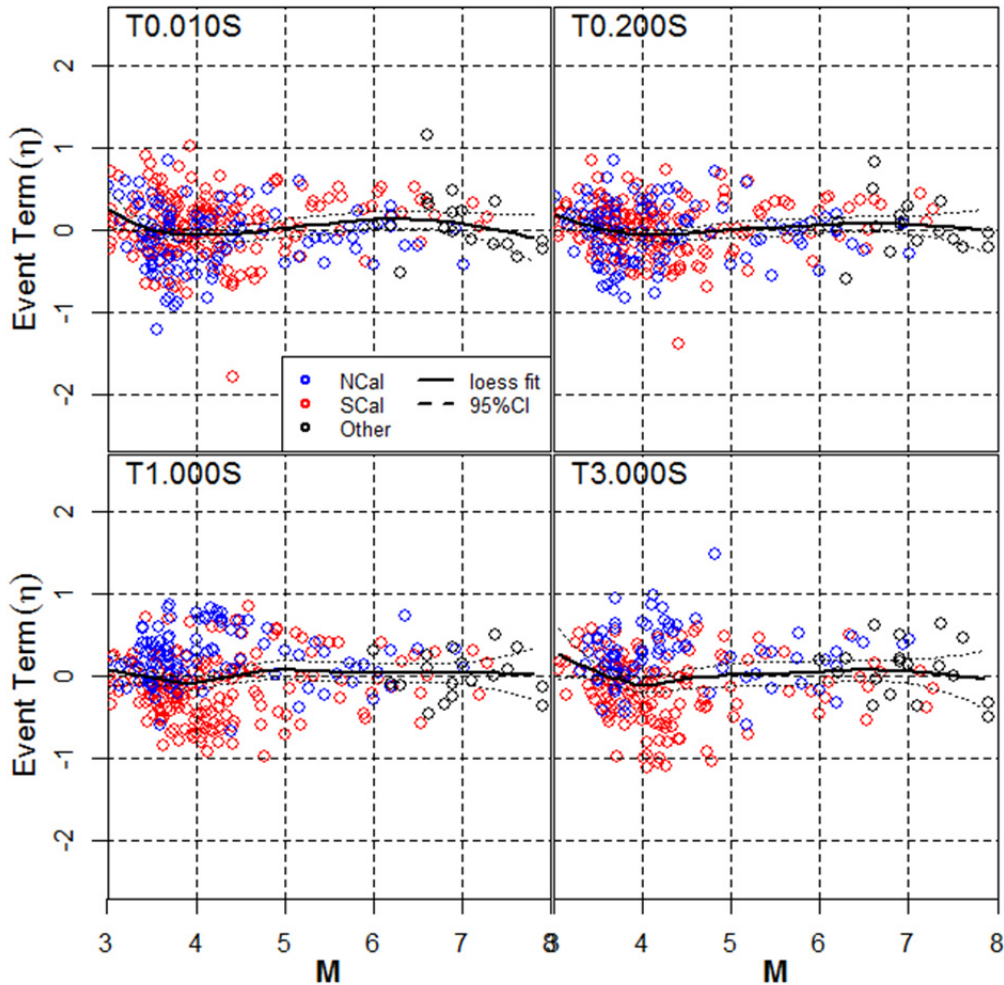 T0.010S
T0.200S
Event Term (η)
2
1
0
-1
-2
NCal
SCal
Other
loess fit
95%CI
T1.000S
T3.000S
Event Term (η)
2
1
0
-1
-2
3 4 5 6 7 8
3 4 5 6 7 8
M
M